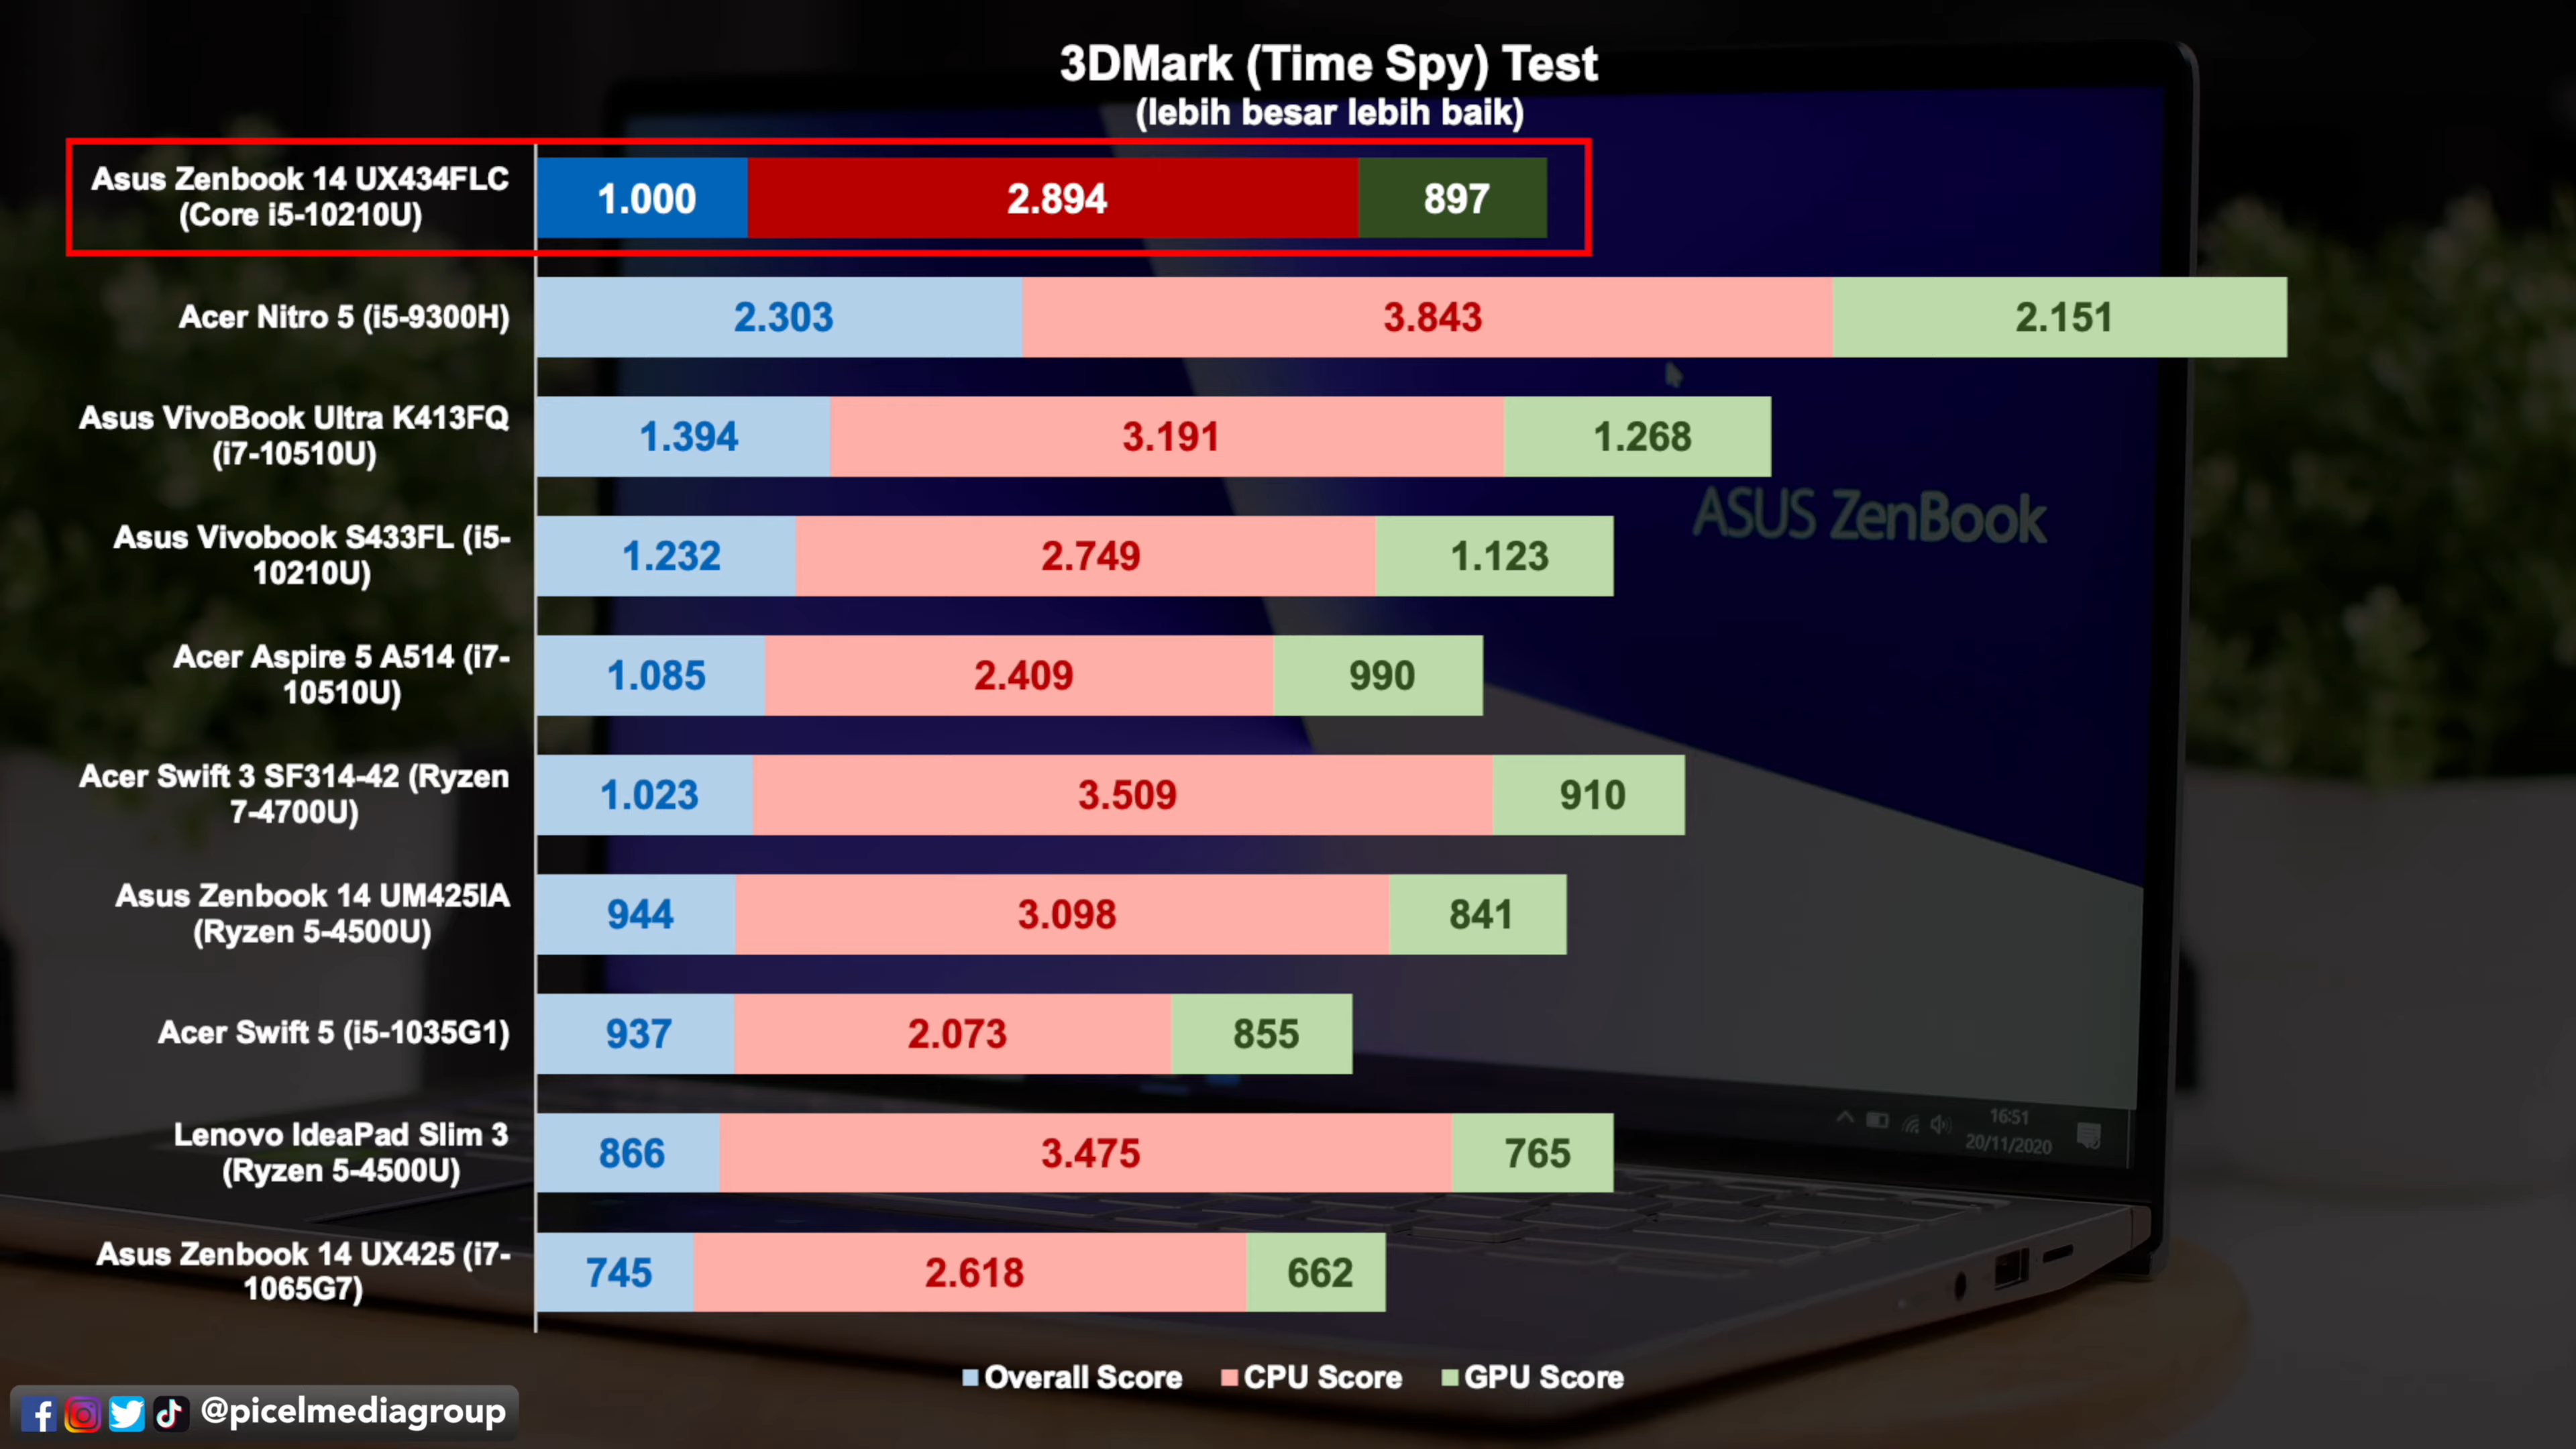 3DMark (Time Spy) Test
(lebih besar lebih baik)
Asus Zenbook 14 UX434FLC
(Core i5-10210U)
1.000 2.894 897
Acer Nitro 5 (i5-9300H)
2.303 3.843 2.151
Asus VivoBook Ultra K413FQ
(i7-10510U)
1.394 3.191 1.268
ASUS ZenBook
Asus Vivobook S433FL (i5-
10210U)
1.232 2.749 1.123
Acer Aspire 5 A514 (i7-
10510U)
1.085 2.409 990
Acer Swift 3 SF314-42 (Ryzen
7-4700U)
1.023 3.509 910
Asus Zenbook 14 UM425IA
(Ryzen 5-4500U)
944 3.098 841
Acer Swift 5 (i5-1035G1)
937 2.073 855
Lenovo IdeaPad Slim 3
(Ryzen 5-4500U)
866 3.475 765
16:51
20/11/2020
Asus Zenbook 14 UX425 (i7-
1065G7)
745 2.618 662
Overall Score CPU Score GPU Score
@picelmediagroup